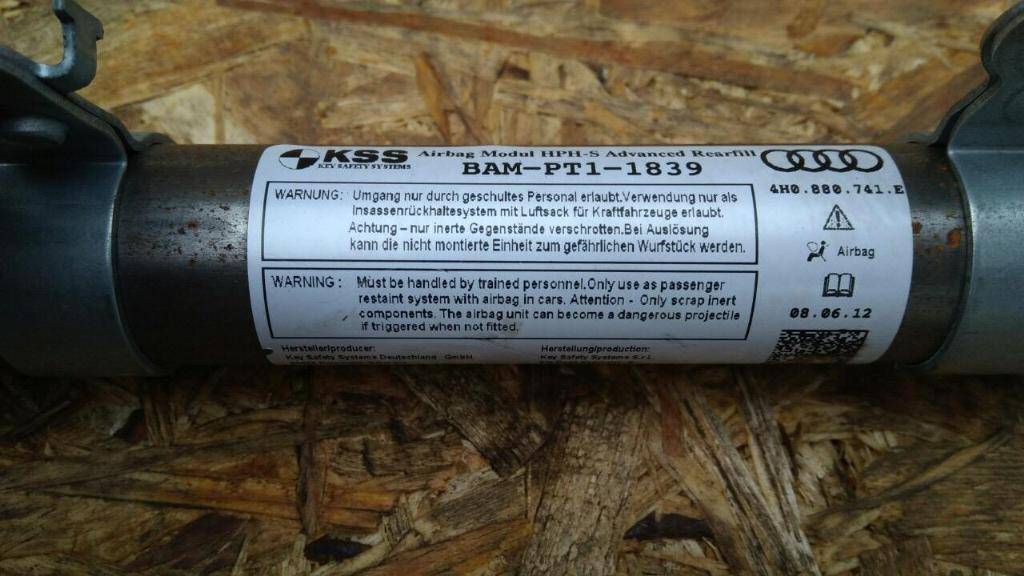 KSS
KEY SAFETY SYSTEMS
Airbag Modul HPH-S Advanced Rearfill
BAM-PT1-1839
WARNUNG: Umgang nur durch geschultes Personal erlaubt.Verwendung nur als
Insassenrückhaltesystem mit Luftsack für Kraftfahrzeuge erlaubt.
Achtung - nur inerte Gegenstände verschrotten.Bei Auslösung
kann die nicht montierte Einheit zum gefährlichen Wurfstück werden.
WARNING: Must be handled by trained personnel.Only use as passenger
restaint system with airbag in cars. Attention - Only scrap inert
components. The airbag unit can become a dangerous projectile
if triggered when not fitted.
Hersteller/producer:
Key Safety Systems Deutschland GmbH
Herstellung/production:
Key Safety Systems S.r.l.
4H0.880.741.E
Airbag
08.06.12